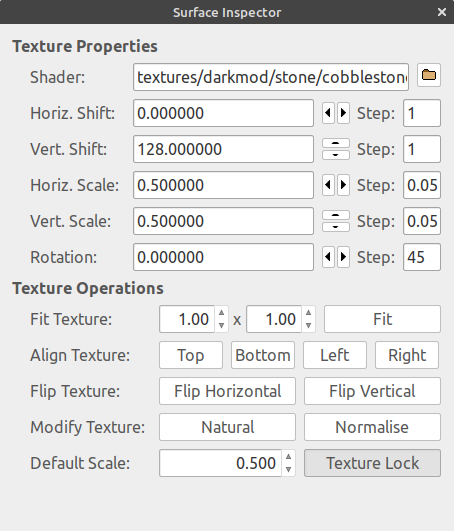 Surface Inspector
Texture Properties
Shader: textures/darkmod/stone/cobbleston
Horiz. Shift: 0.000000 Step: 1
Vert. Shift: 128.000000 Step: 1
Horiz. Scale: 0.500000 Step: 0.05
Vert. Scale: 0.500000 Step: 0.05
Rotation: 0.000000 Step: 45
Texture Operations
Fit Texture: 1.00 x 1.00 Fit
Align Texture: Top Bottom Left Right
Flip Texture: Flip Horizontal Flip Vertical
Modify Texture: Natural Normalise
Default Scale: 0.500 Texture Lock